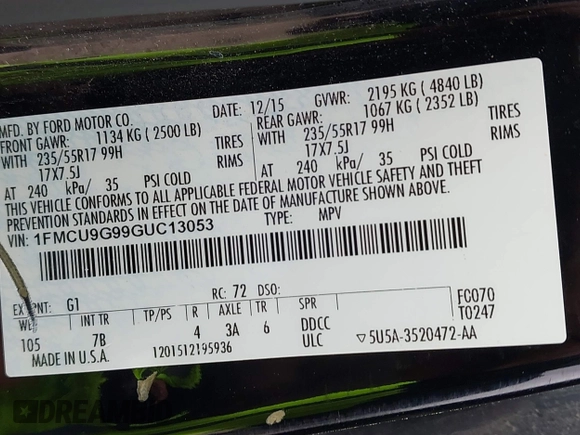 MFD. BY FORD MOTOR CO. DATE: 12/15 GVWR: 2195 KG ( 4840 LB)
FRONT GAWR: 1134 KG ( 2500 LB) REAR GAWR: 1067 KG ( 2352 LB)
WITH 235/55R17 99H TIRES WITH 235/55R17 99H TIRES
17X7.5J RIMS 17X7.5J RIMS
AT 240 kPa/ 35 PSI COLD AT 240 kPa/ 35 PSI COLD
THIS VEHICLE CONFORMS TO ALL APPLICABLE FEDERAL MOTOR VEHICLE SAFETY AND THEFT
PREVENTION STANDARDS IN EFFECT ON THE DATE OF MANUFACTURE SHOWN ABOVE.
VIN: 1FMCU9G99GUC13053 TYPE: MPV
G1 RC: 72 DSO: FC070
INT TR TP/PS R AXLE TR SPR T0247
105 7B 4 3A 6 DDCC
MADE IN U.S.A. 1201512195936 ULC ▽5U5A-3520472-AA
DREAMBID